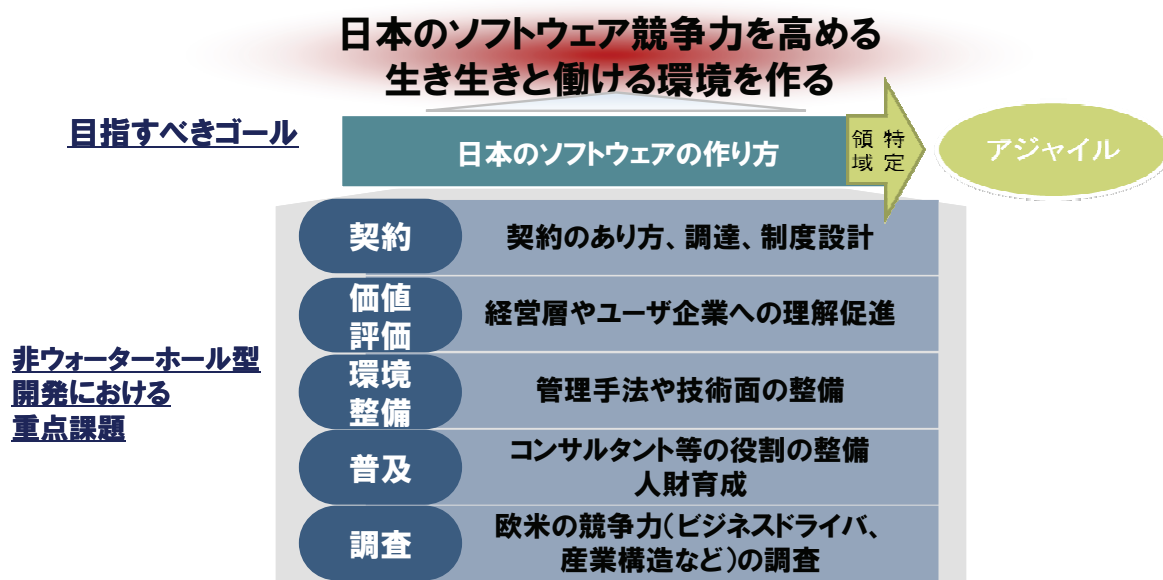 日本のソフトウェア競争力を高める
生き生きと働ける環境を作る
目指すべきゴール
日本のソフトウェアの作り方
特定
領域
アジャイル
非ウォーターホール型
開発における
重点課題
契約
契約のあり方、調達、制度設計
価値
評価
経営層やユーザ企業への理解促進
環境
整備
管理手法や技術面の整備
普及
コンサルタント等の役割の整備
人財育成
調査
欧米の競争力(ビジネスドライバ、
産業構造など)の調査